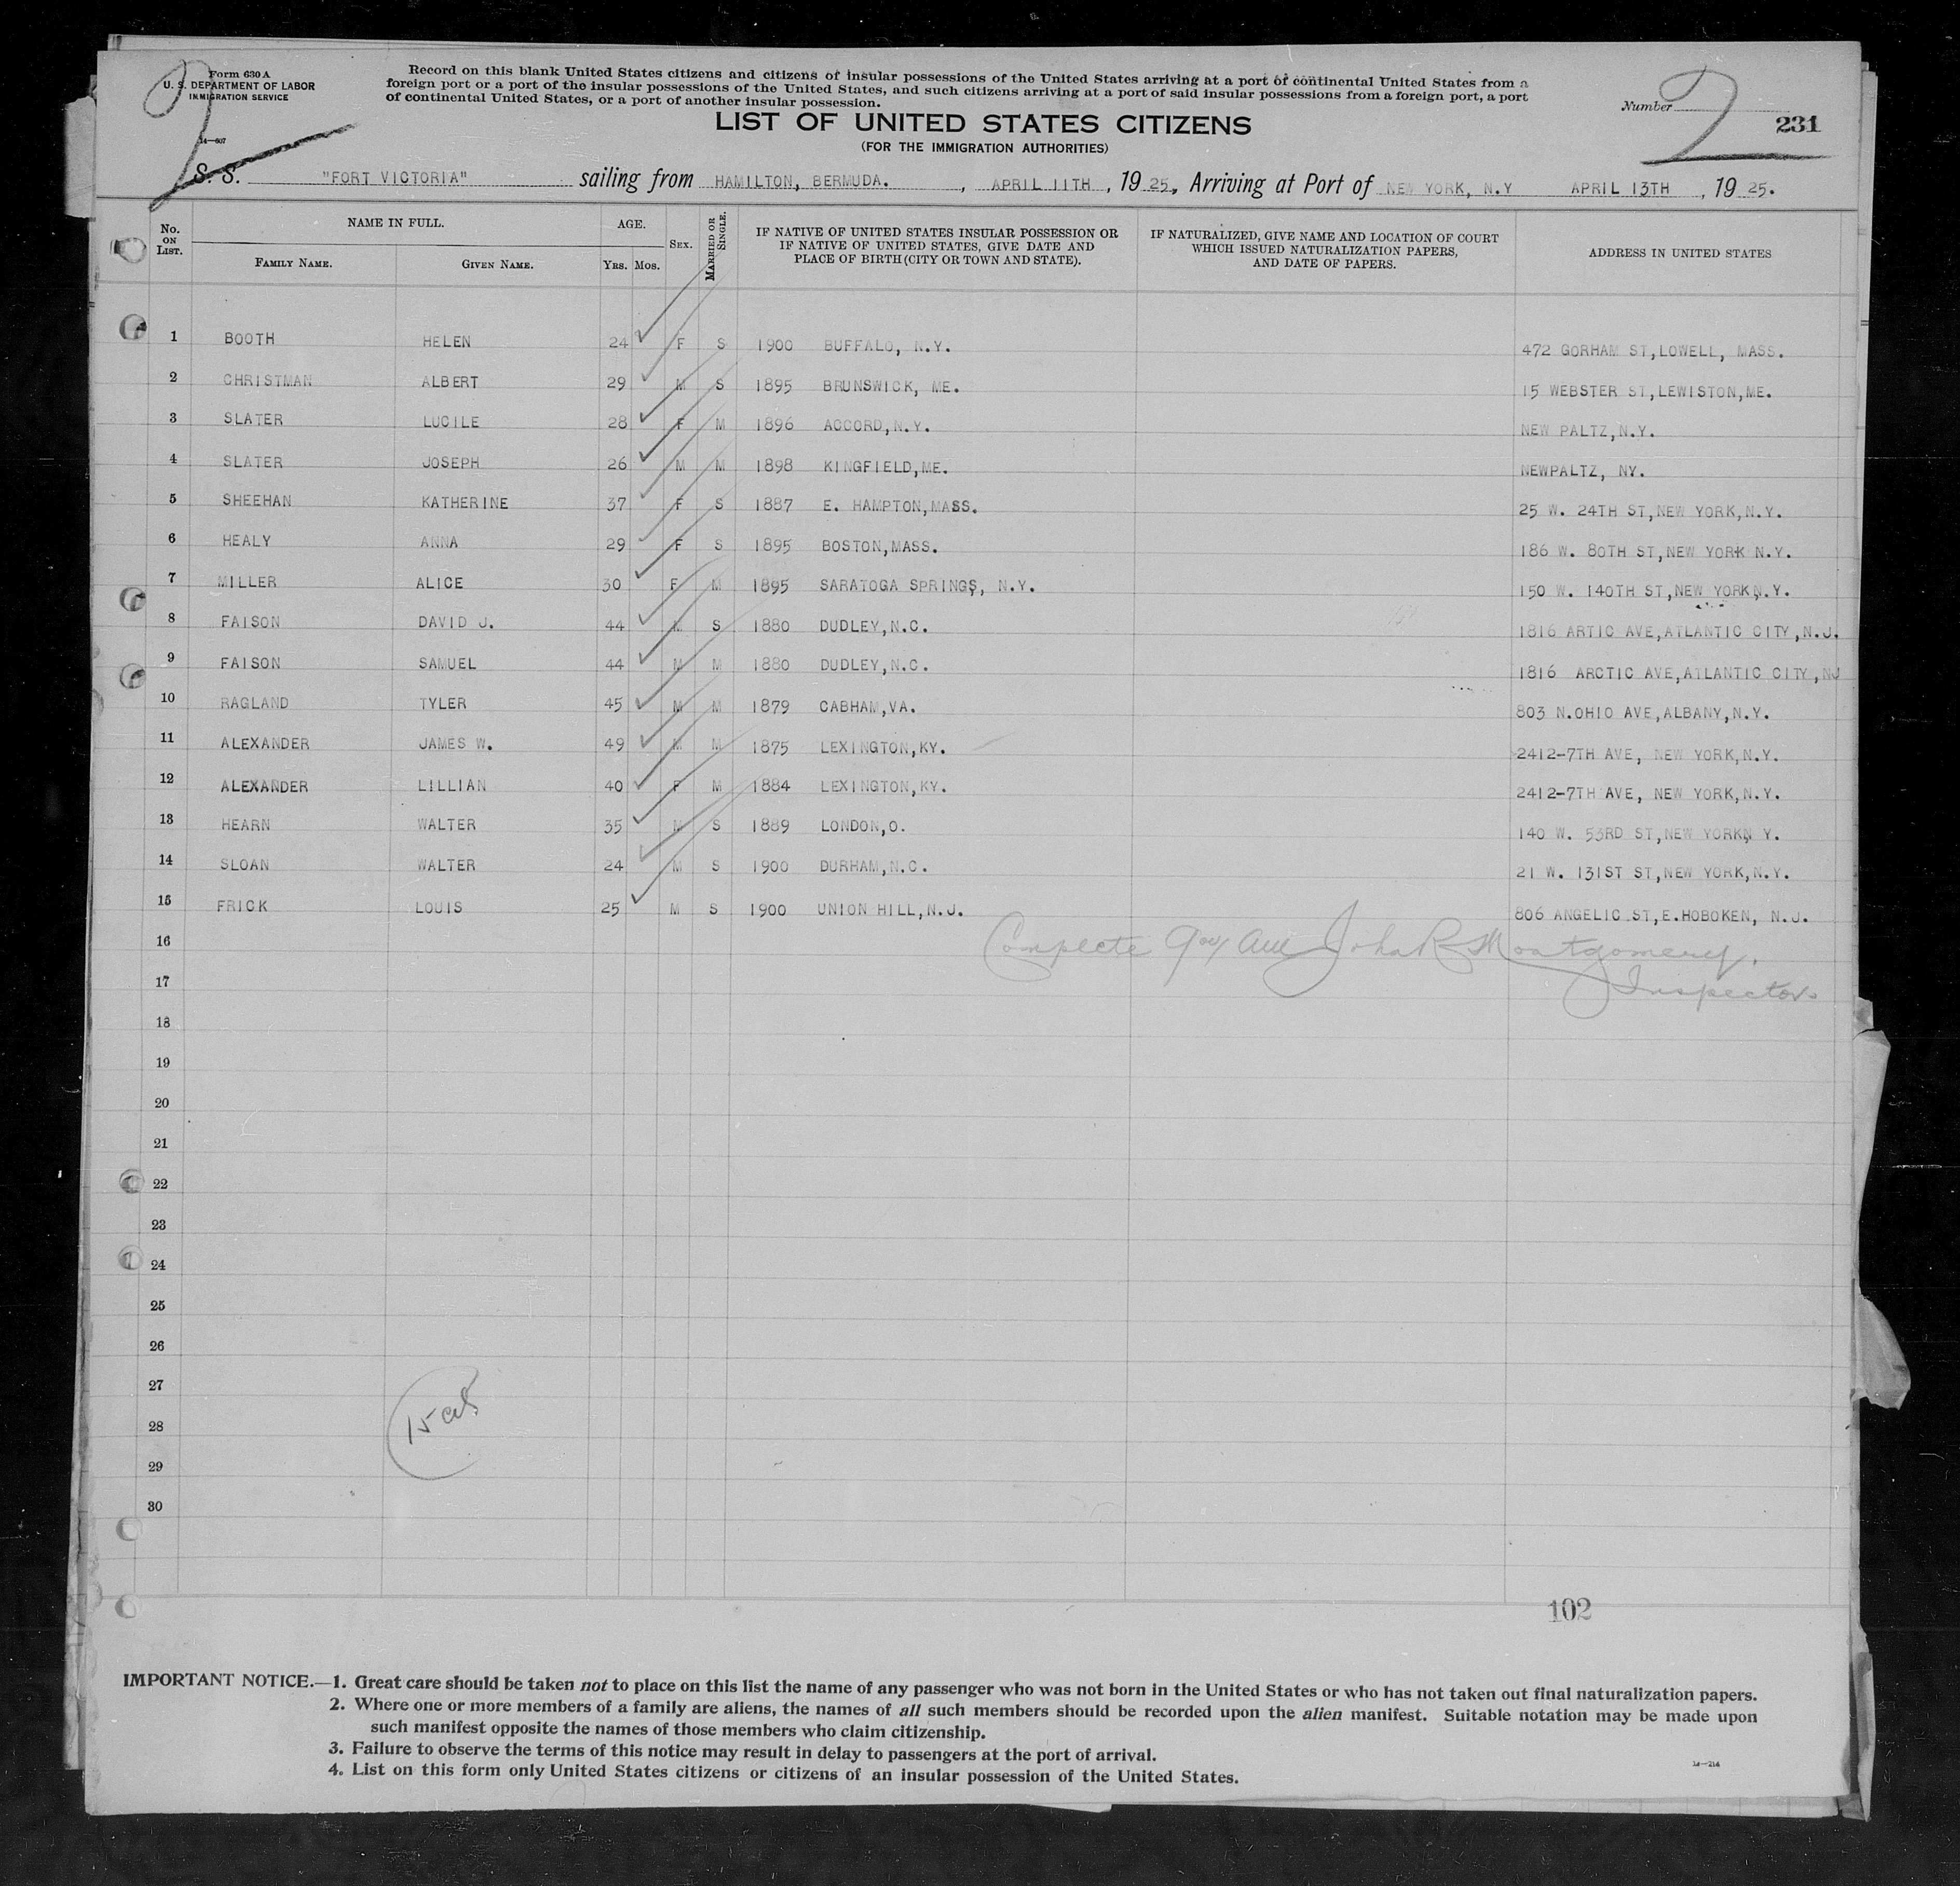 Form 630 A
U. S. DEPARTMENT OF LABOR
IMMIGRATION SERVICE
14—607
Record on this blank United States citizens and citizens of insular possessions of the United States arriving at a port of continental United States from a
foreign port or a port of the insular possessions of the United States, and such citizens arriving at a port of said insular possessions from a foreign port, a port
of continental United States, or a port of another insular possession.
Number 2
231
LIST OF UNITED STATES CITIZENS
(FOR THE IMMIGRATION AUTHORITIES)
S. S. "FORT VICTORIA" sailing from HAMILTON, BERMUDA. , APRIL 11TH , 19 25., Arriving at Port of NEW YORK, N.Y APRIL 13TH , 19 25.
No. ON LIST. NAME IN FULL. FAMILY NAME. GIVEN NAME. AGE. YRS. MOS. SEX. MARRIED OR SINGLE. IF NATIVE OF UNITED STATES INSULAR POSSESSION OR IF NATIVE OF UNITED STATES, GIVE DATE AND PLACE OF BIRTH (CITY OR TOWN AND STATE). IF NATURALIZED, GIVE NAME AND LOCATION OF COURT WHICH ISSUED NATURALIZATION PAPERS, AND DATE OF PAPERS. ADDRESS IN UNITED STATES
1 BOOTH HELEN 24 F S 1900 BUFFALO, N.Y. 472 GORHAM ST,LOWELL, MASS.
2 CHRISTMAN ALBERT 29 M S 1895 BRUNSWICK, ME. 15 WEBSTER ST,LEWISTON,ME.
3 SLATER LUCILE 28 F M 1896 ACCORD,N.Y. NEW PALTZ,N.Y.
4 SLATER JOSEPH 26 M M 1898 KINGFIELD,ME. NEWPALTZ, NY.
5 SHEEHAN KATHERINE 37 F S 1887 E. HAMPTON,MASS. 25 W. 24TH ST,NEW YORK,N.Y.
6 HEALY ANNA 29 F S 1895 BOSTON,MASS. 186 W. 80TH ST,NEW YORK N.Y.
7 MILLER ALICE 30 F M 1895 SARATOGA SPRINGS, N.Y. 150 W. 140TH ST,NEW YORK,N.Y.
8 FAISON DAVID J. 44 M S 1880 DUDLEY,N.C. 1816 ARTIC AVE,ATLANTIC CITY,N.J.
9 FAISON SAMUEL 44 M M 1880 DUDLEY,N.C. 1816 ARCTIC AVE,ATLANTIC CITY,NJ
10 RAGLAND TYLER 45 M M 1879 CABHAM,VA. 803 N.OHIO AVE,ALBANY,N.Y.
11 ALEXANDER JAMES W. 49 M M 1875 LEXINGTON,KY. 2412-7TH AVE, NEW YORK,N.Y.
12 ALEXANDER LILLIAN 40 F M 1884 LEXINGTON,KY. 2412-7TH AVE, NEW YORK,N.Y.
13 HEARN WALTER 35 M S 1889 LONDON,O. 140 W. 53RD ST,NEW YORK,N Y.
14 SLOAN WALTER 24 M S 1900 DURHAM,N.C. 21 W. 131ST ST,NEW YORK,N.Y.
15 FRICK LOUIS 25 M S 1900 UNION HILL,N.J. 806 ANGELIC ST,E.HOBOKEN, N.J.
16 Complete John R Montgomery,
17 Inspector.
18
19
20
21
22
23
24
25
26
27
28 15
29
30
102
IMPORTANT NOTICE.—1. Great care should be taken not to place on this list the name of any passenger who was not born in the United States or who has not taken out final naturalization papers.
2. Where one or more members of a family are aliens, the names of all such members should be recorded upon the alien manifest. Suitable notation may be made upon
such manifest opposite the names of those members who claim citizenship.
3. Failure to observe the terms of this notice may result in delay to passengers at the port of arrival.
4. List on this form only United States citizens or citizens of an insular possession of the United States.
14—214